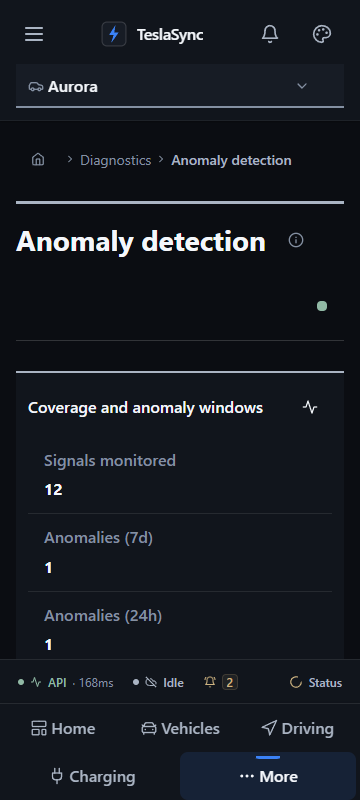 TeslaSync
Aurora
Diagnostics
Anomaly detection
Anomaly detection
Coverage and anomaly windows
Signals monitored
12
Anomalies (7d)
1
Anomalies (24h)
1
API · 168ms
Idle
2
Status
Home
Vehicles
Driving
Charging
More